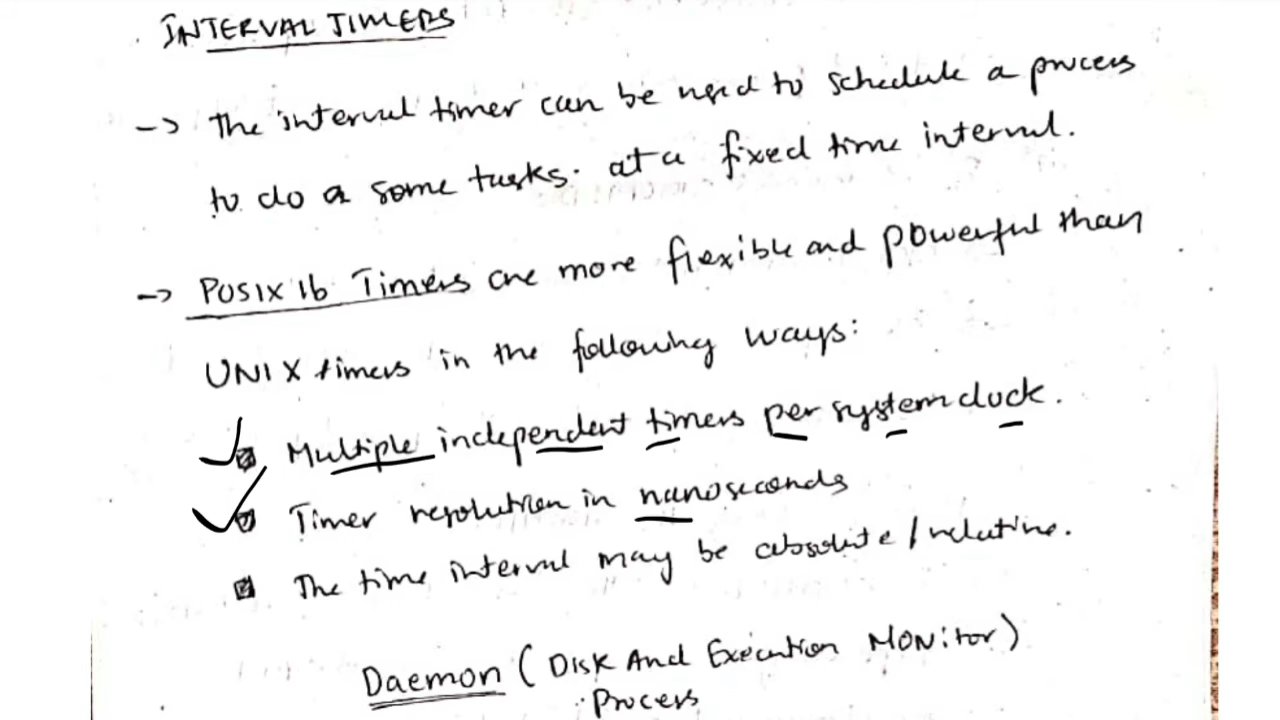 INTERVAL TIMERS
-> The interval timer can be used to schedule a process
to do a some tasks. at a fixed time interval.
-> POSIX 1b Timers are more flexible and powerful than
UNIX timers in the following ways:
Multiple independent timers per system clock.
Timer resolution in nanoseconds
The time interval may be absolute / relative.
Daemon ( DISK And Execution MONitor )
Process